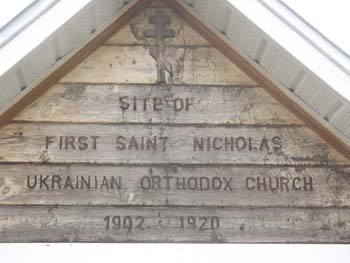 SITE OF
FIRST SAINT NICHOLAS
UKRAINIAN ORTHODOX CHURCH
1902 - 1920